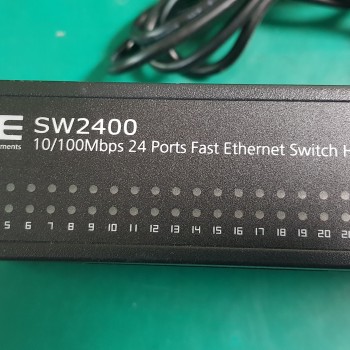 E SW2400
ments 10/100Mbps 24 Ports Fast Ethernet Switch H
5 6 7 8 9 10 11 12 13 14 15 16 17 18 19 20